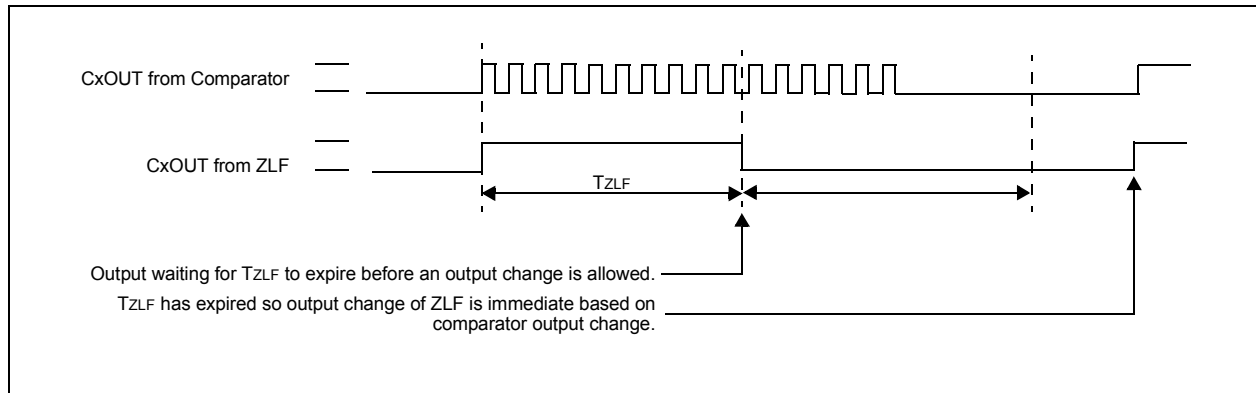 CxOUT from Comparator
CxOUT from ZLF
TZLF
Output waiting for TZLF to expire before an output change is allowed.
TZLF has expired so output change of ZLF is immediate based on
comparator output change.